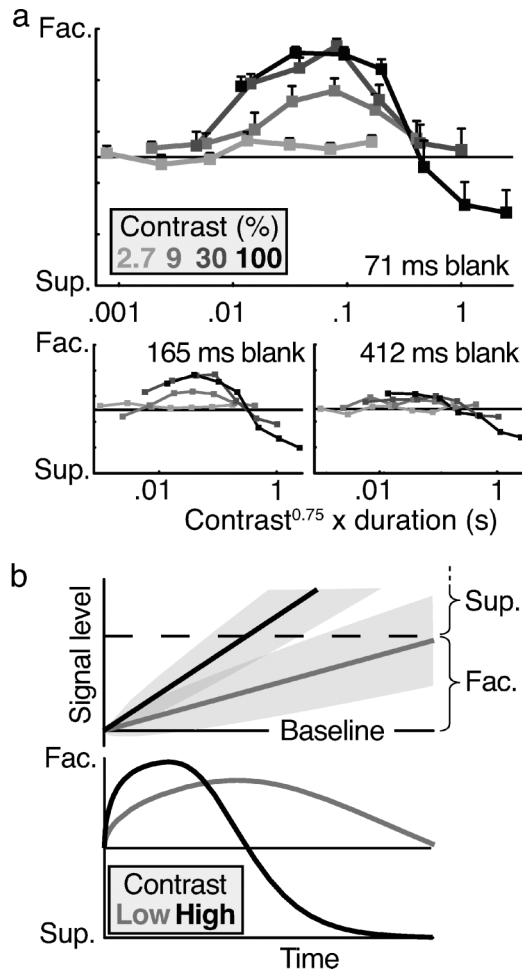 a
Fac.
Contrast (%)
2.7 9 30 100
71 ms blank
Sup.
.001 .01 .1 1
Fac.
165 ms blank
412 ms blank
Sup.
.01 1 .01 1
Contrast^0.75 x duration (s)
b
Signal level
Sup.
Fac.
Baseline
Fac.
Contrast
Low High
Sup.
Time